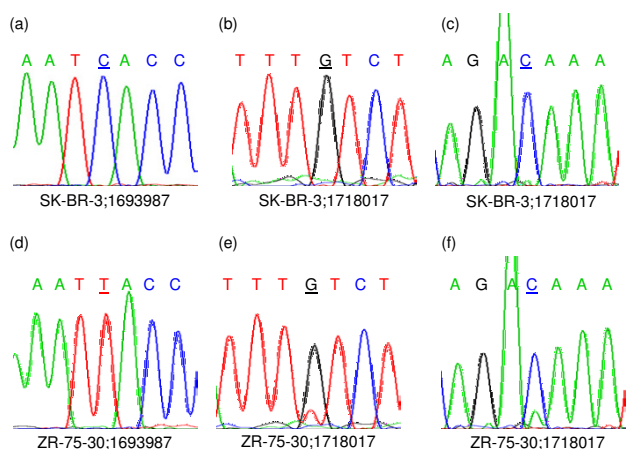 (a) (b) (c)
A A T C A C C T T T G T C T A G A C A A A
SK-BR-3;1693987 SK-BR-3;1718017 SK-BR-3;1718017
(d) (e) (f)
A A T T A C C T T T G T C T A G A C A A A
ZR-75-30;1693987 ZR-75-30;1718017 ZR-75-30;1718017